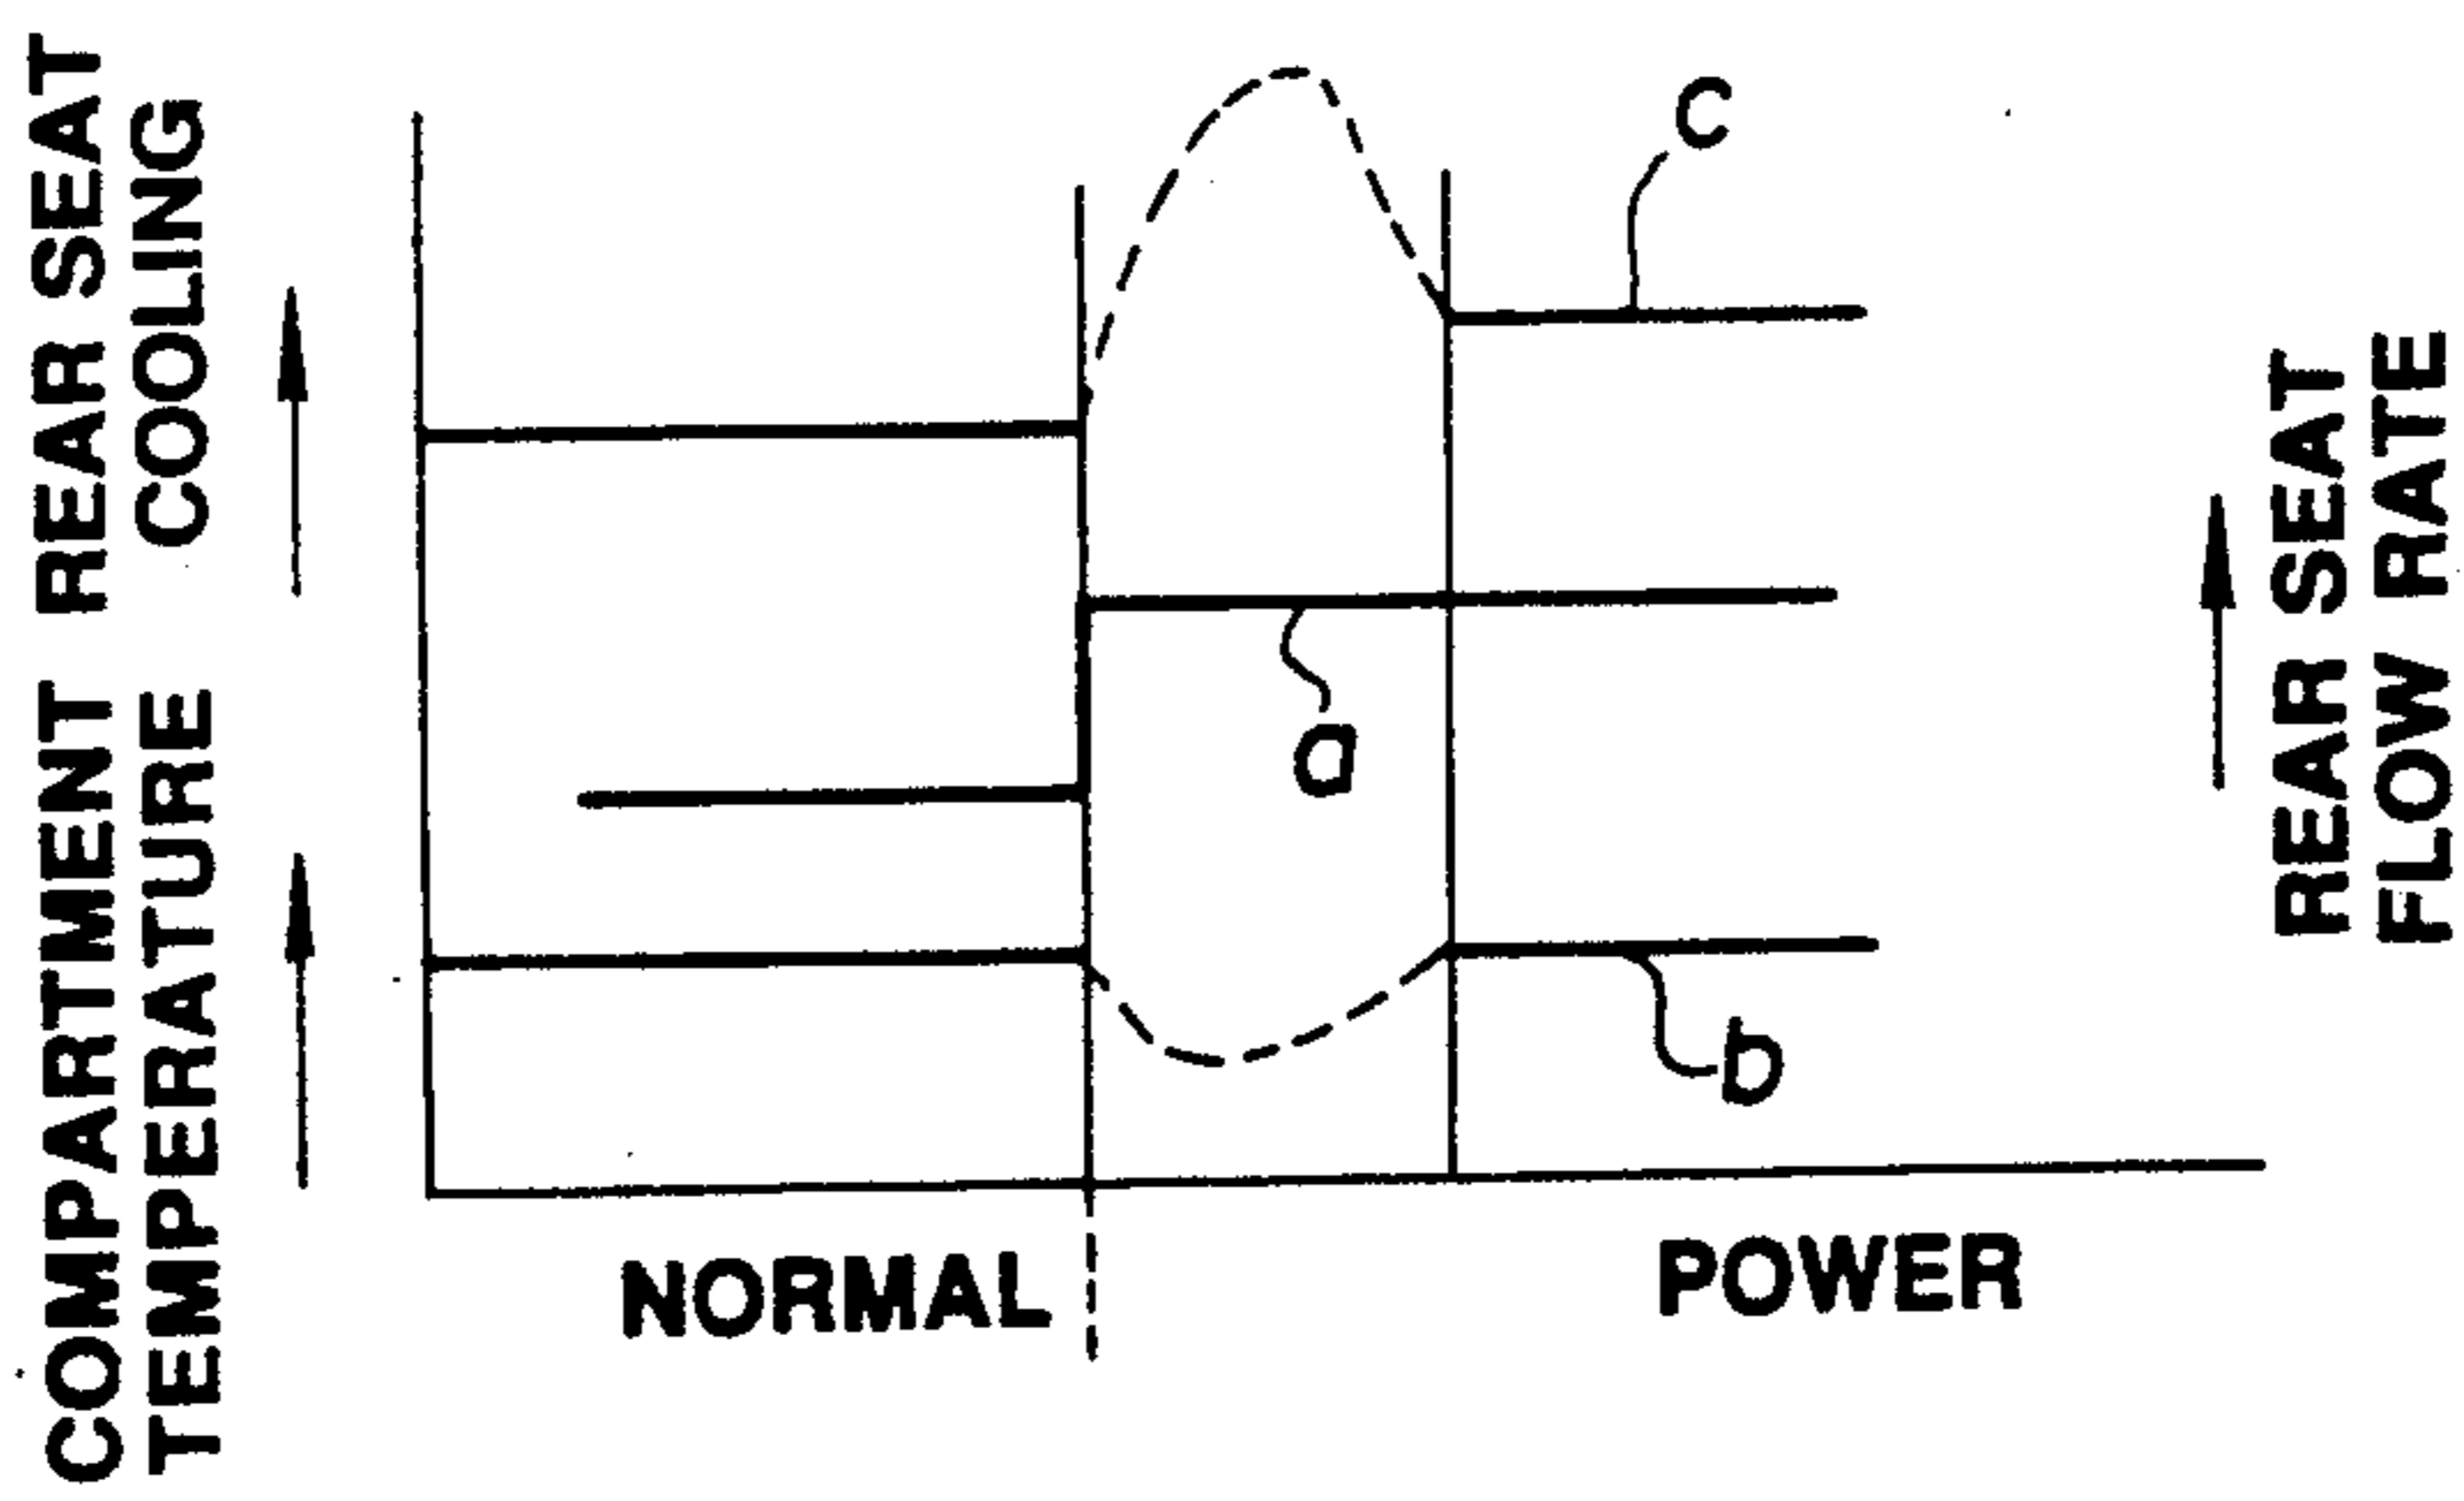 REAR SEAT
COOLING
COMPARTMENT
TEMPERATURE
c
a
b
REAR SEAT
FLOW RATE
NORMAL
POWER